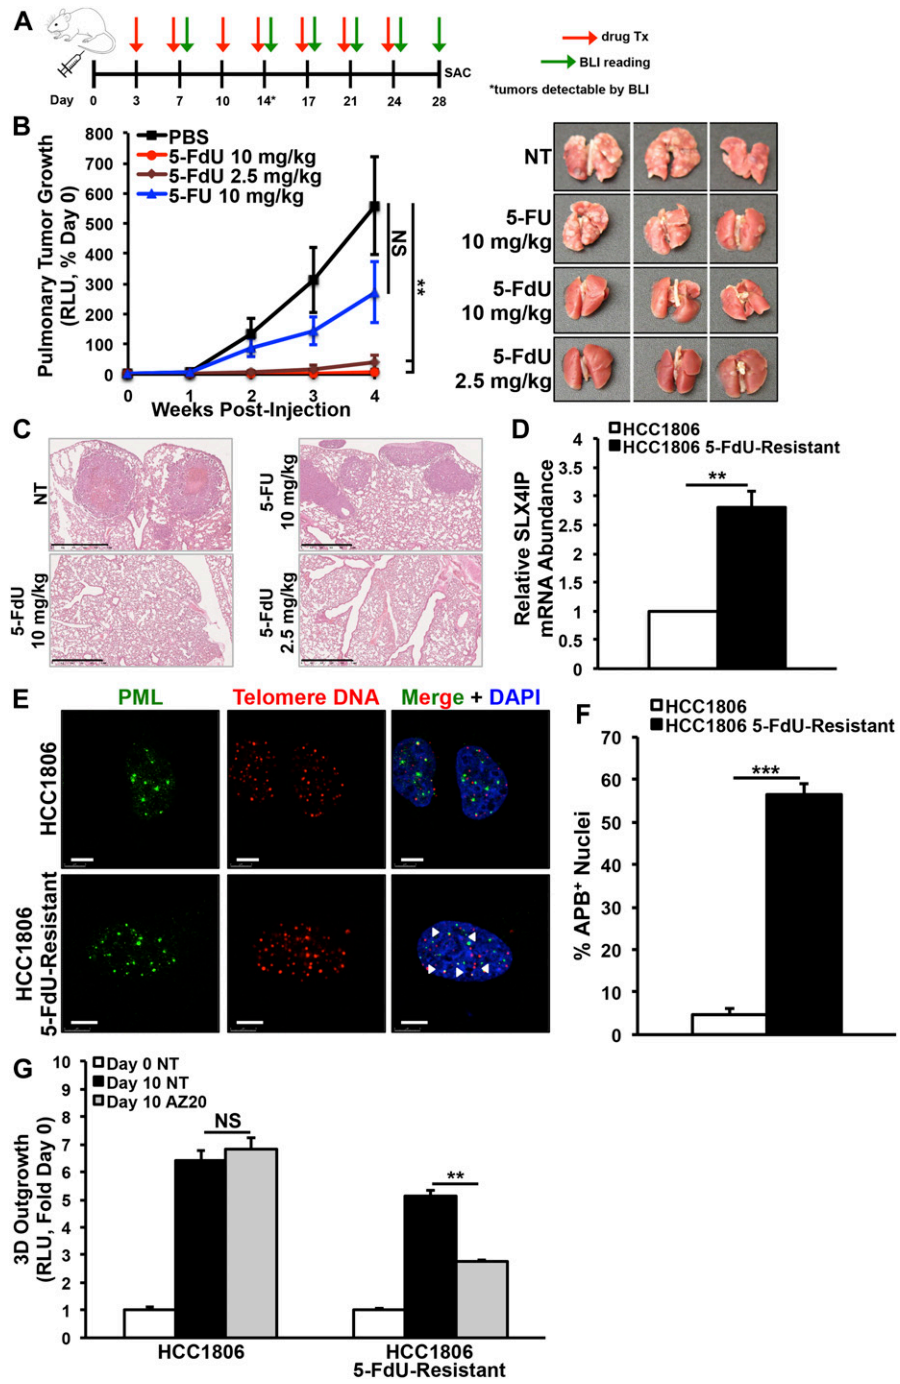 A
drug Tx
BLI reading
*tumors detectable by BLI
SAC
Day 0 3 7 10 14* 17 21 24 28
B
Pulmonary Tumor Growth
(RLU, % Day 0)
800
700
600
500
400
300
200
100
0
PBS
5-FdU 10 mg/kg
5-FdU 2.5 mg/kg
5-FU 10 mg/kg
NS
**
0 1 2 3 4
Weeks Post-Injection
NT
5-FU
10 mg/kg
5-FdU
10 mg/kg
5-FdU
2.5 mg/kg
C
NT
5-FU
10 mg/kg
5-FdU
10 mg/kg
5-FdU
2.5 mg/kg
D
HCC1806
HCC1806 5-FdU-Resistant
Relative SLX4IP
mRNA Abundance
4
3.5
3
2.5
2
1.5
1
0.5
0
**
E
PML Telomere DNA Merge + DAPI
HCC1806
HCC1806
5-FdU-Resistant
F
HCC1806
HCC1806 5-FdU-Resistant
% APB+ Nuclei
70
60
50
40
30
20
10
0
***
G
3D Outgrowth
(RLU, Fold Day 0)
10
9
8
7
6
5
4
3
2
1
0
Day 0 NT
Day 10 NT
Day 10 AZ20
NS
**
HCC1806
HCC1806
5-FdU-Resistant